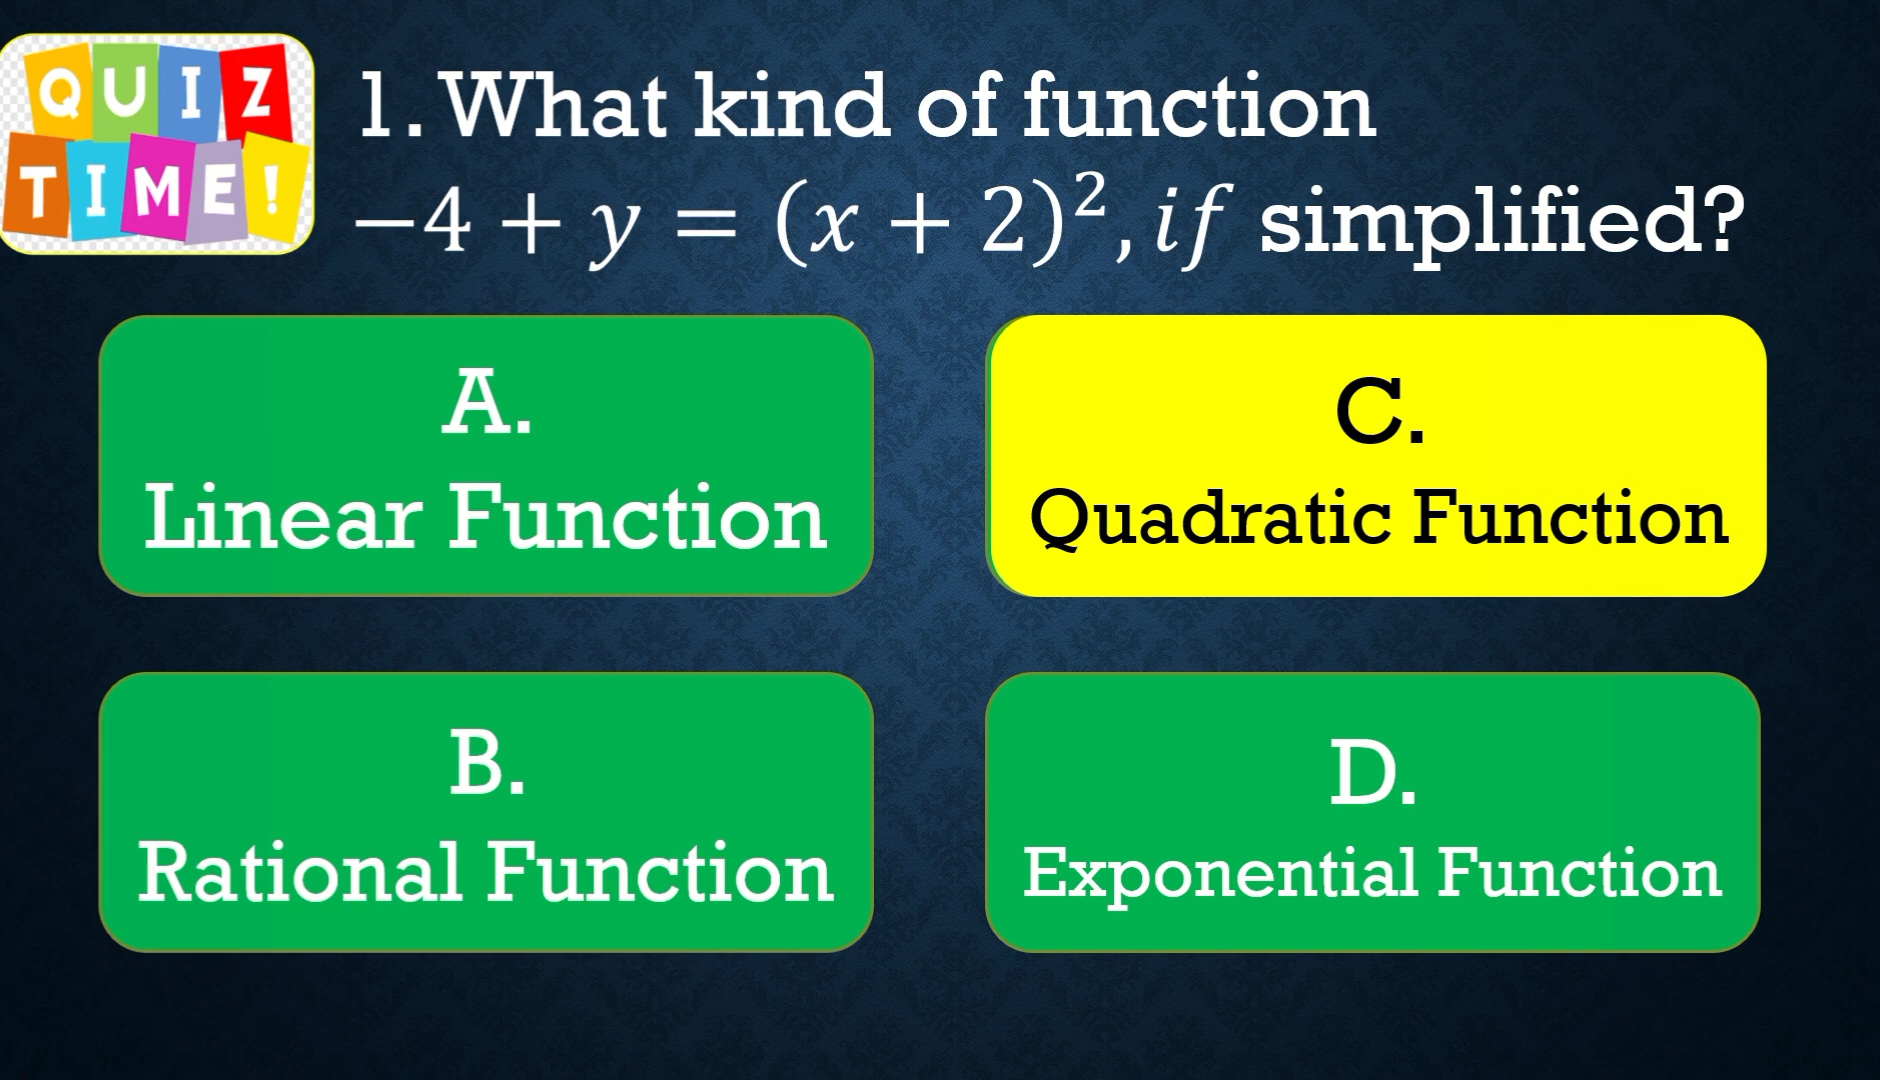 QUIZ
TIME!
1. What kind of function
−4 + 𝑦 = (𝑥 + 2)², 𝑖𝑓 simplified?
A.
Linear Function
C.
Quadratic Function
B.
Rational Function
D.
Exponential Function